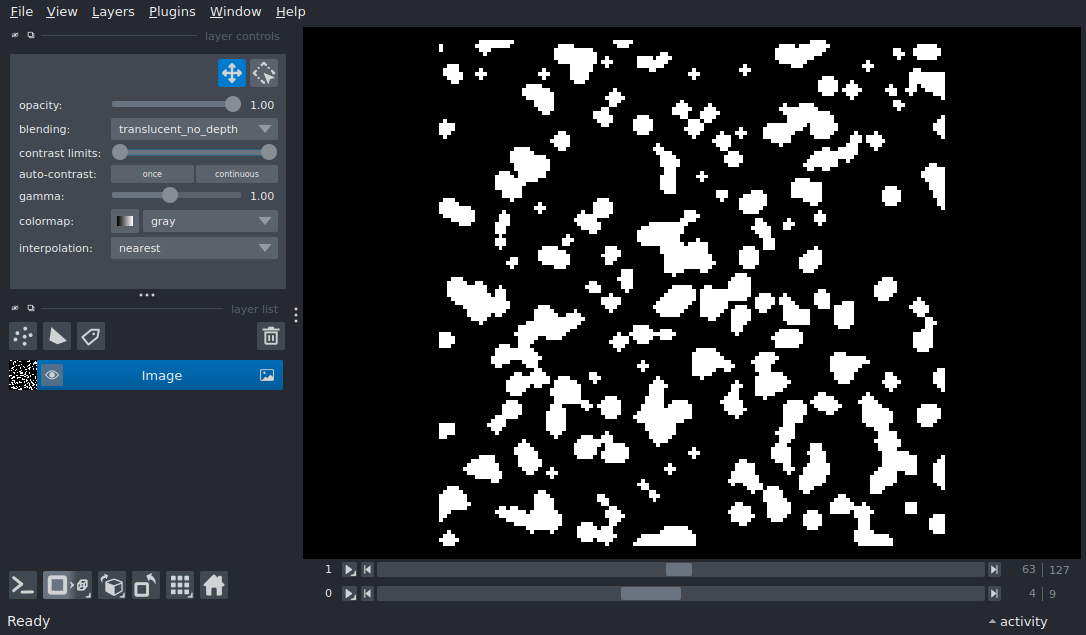 File View Layers Plugins Window Help
layer controls
opacity: 1.00
blending: translucent_no_depth
contrast limits:
auto-contrast: once continuous
gamma: 1.00
colormap: gray
interpolation: nearest
layer list
Image
1 63 127
0 4 9
Ready activity